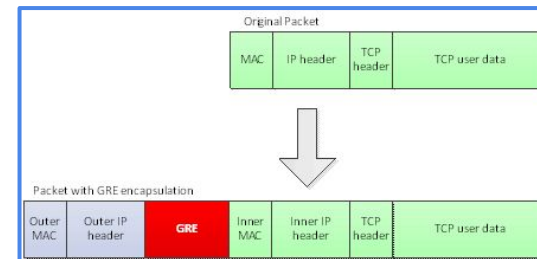 Original Packet
MAC IP header TCP header TCP user data
Packet with GRE encapsulation
Outer MAC Outer IP header GRE Inner MAC Inner IP header TCP header TCP user data